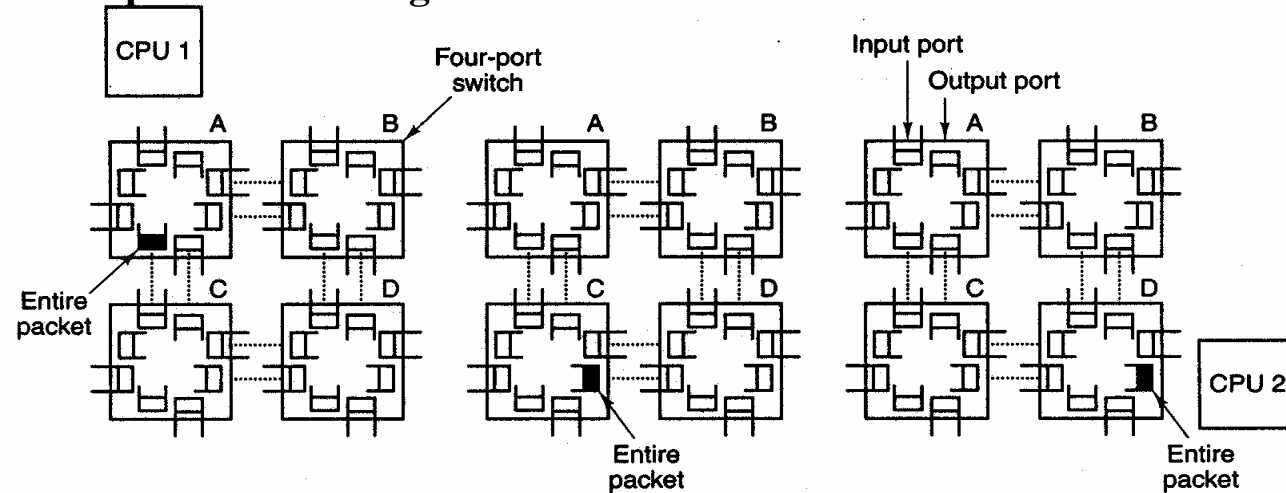 CPU 1
Four-port
switch
Input port
Output port
A
B
A
B
A
B
Entire
packet
C
D
C
D
C
D
CPU 2
Entire
packet
Entire
packet